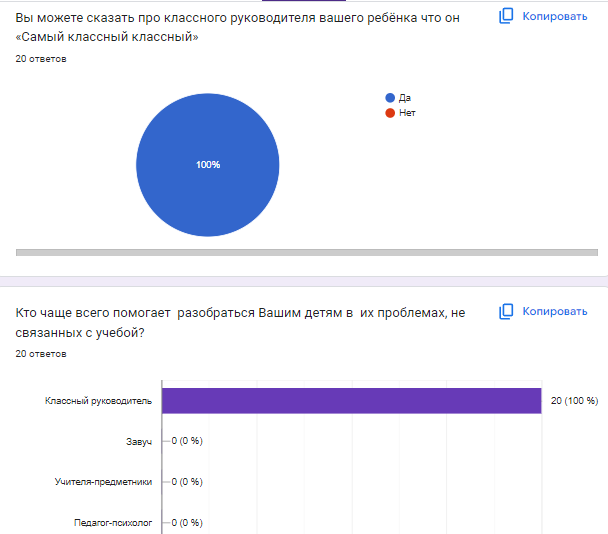 Вы можете сказать про классного руководителя вашего ребёнка что он
«Самый классный классный»
Копировать
20 ответов
Да
Нет
100%
Кто чаще всего помогает  разобраться Вашим детям в  их проблемах, не
связанных с учебой?
Копировать
20 ответов
Классный руководитель
20 (100 %)
Завуч
0 (0 %)
Учителя-предметники
0 (0 %)
Педагог-психолог
0 (0 %)